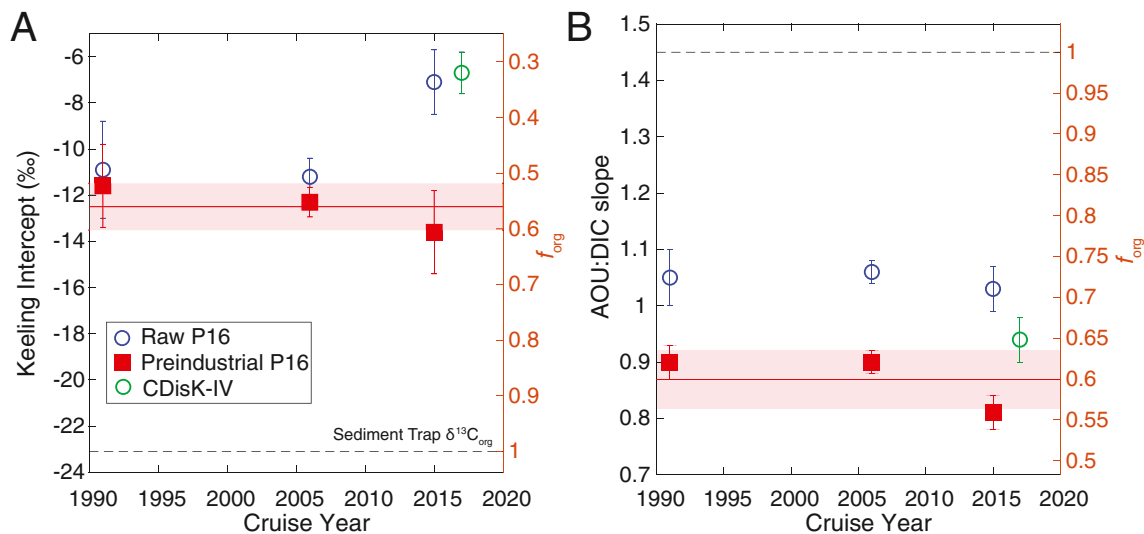 A
-6
-8
-10
-12
-14
-16
-18
-20
-22
-24
Keeling Intercept (‰)
0.3
0.4
0.5
0.6
0.7
0.8
0.9
1
f_org
Raw P16
Preindustrial P16
CDisK-IV
Sediment Trap δ¹³C_org
1990 1995 2000 2005 2010 2015 2020
Cruise Year
B
1.5
1.4
1.3
1.2
1.1
1
0.9
0.8
0.7
AOU:DIC slope
1
0.95
0.9
0.85
0.8
0.75
0.7
0.65
0.6
0.55
0.5
f_org
1990 1995 2000 2005 2010 2015 2020
Cruise Year